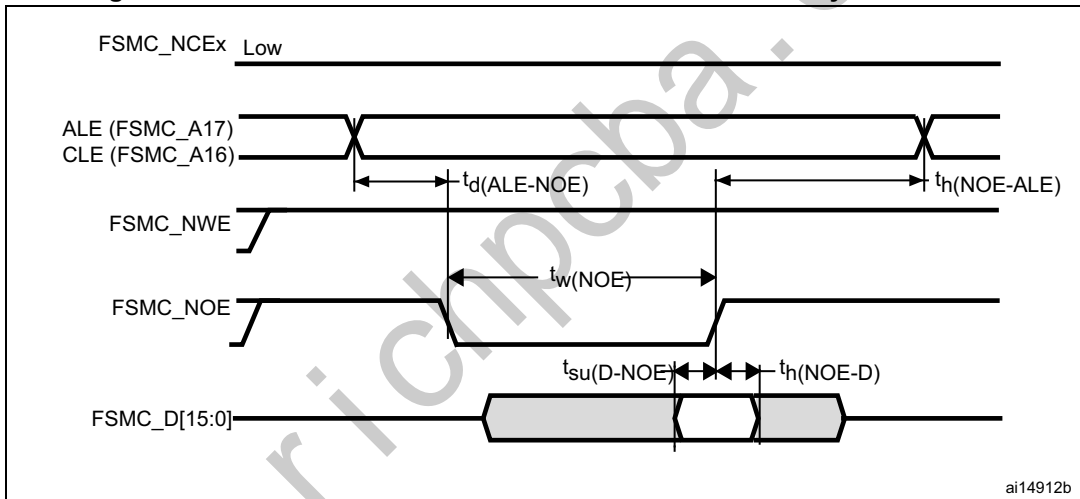 FSMC_NCEx Low
ALE (FSMC_A17)
CLE (FSMC_A16)
td(ALE-NOE) th(NOE-ALE)
FSMC_NWE
tw(NOE)
FSMC_NOE
tsu(D-NOE) th(NOE-D)
FSMC_D[15:0]
ai14912b
richpcba.